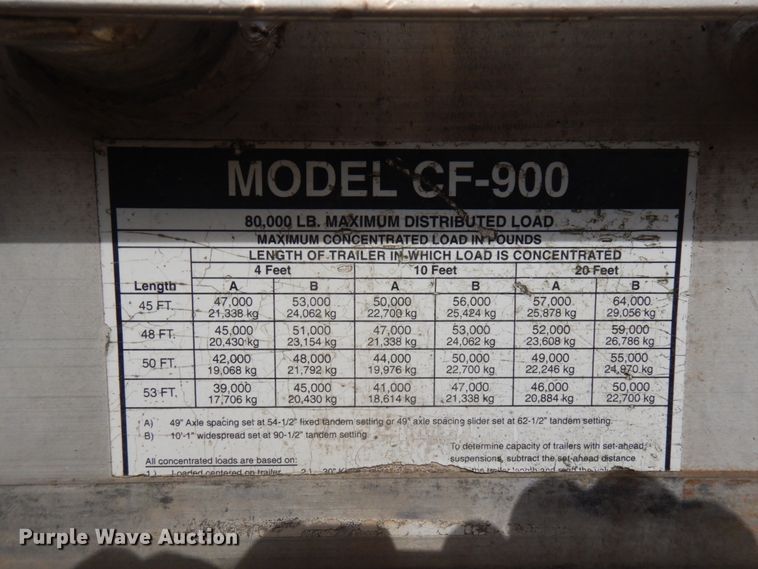 MODEL CF-900
80,000 LB. MAXIMUM DISTRIBUTED LOAD
MAXIMUM CONCENTRATED LOAD IN POUNDS
LENGTH OF TRAILER IN WHICH LOAD IS CONCENTRATED
4 Feet 10 Feet 20 Feet
Length A B A B A B
45 FT. 47,000 53,000 50,000 56,000 57,000 64,000
21,338 kg 24,062 kg 22,700 kg 25,424 kg 25,878 kg 29,056 kg
48 FT. 45,000 51,000 47,000 53,000 52,000 59,000
20,430 kg 23,154 kg 21,338 kg 24,062 kg 23,608 kg 26,786 kg
50 FT. 42,000 48,000 44,000 50,000 49,000 55,000
19,068 kg 21,792 kg 19,976 kg 22,700 kg 22,246 kg 24,970 kg
53 FT. 39,000 45,000 41,000 47,000 46,000 50,000
17,706 kg 20,430 kg 18,614 kg 21,338 kg 20,884 kg 22,700 kg
A) 49" Axle spacing set at 54-1/2" fixed tandem setting or 49" axle spacing slider set at 62-1/2" tandem setting.
B) 10'-1" widespread set at 90-1/2" tandem setting
To determine capacity of trailers with set-ahead
All concentrated loads are based on: suspensions, subtract the set-ahead distance
1.) Loaded centered on trailer 2.) 30" trailer length and
Purple Wave Auction